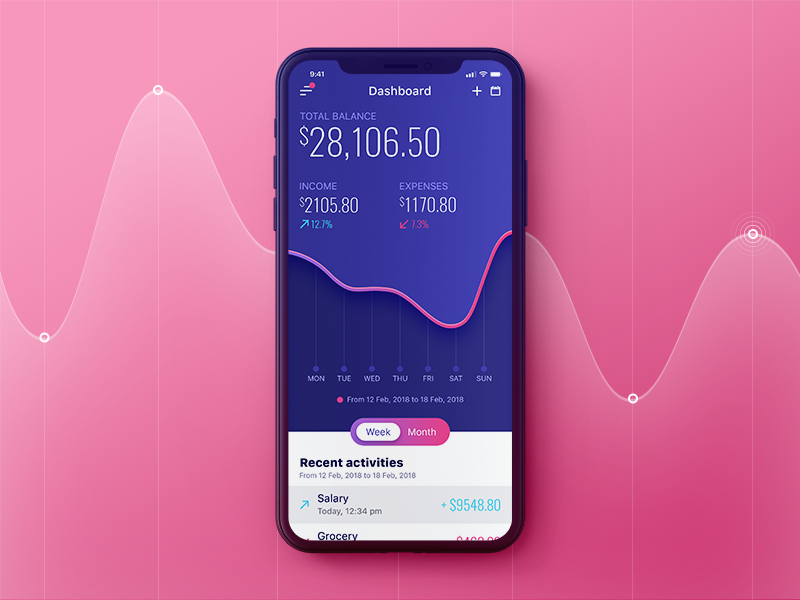 9:41
Dashboard
TOTAL BALANCE
$28,106.50
INCOME EXPENSES
$2105.80 $1170.80
12.7% 7.3%
MON TUE WED THU FRI SAT SUN
From 12 Feb, 2018 to 18 Feb, 2018
Week Month
Recent activities
From 12 Feb, 2018 to 18 Feb, 2018
Salary
+ $9548.80
Today, 12:34 pm
Grocery